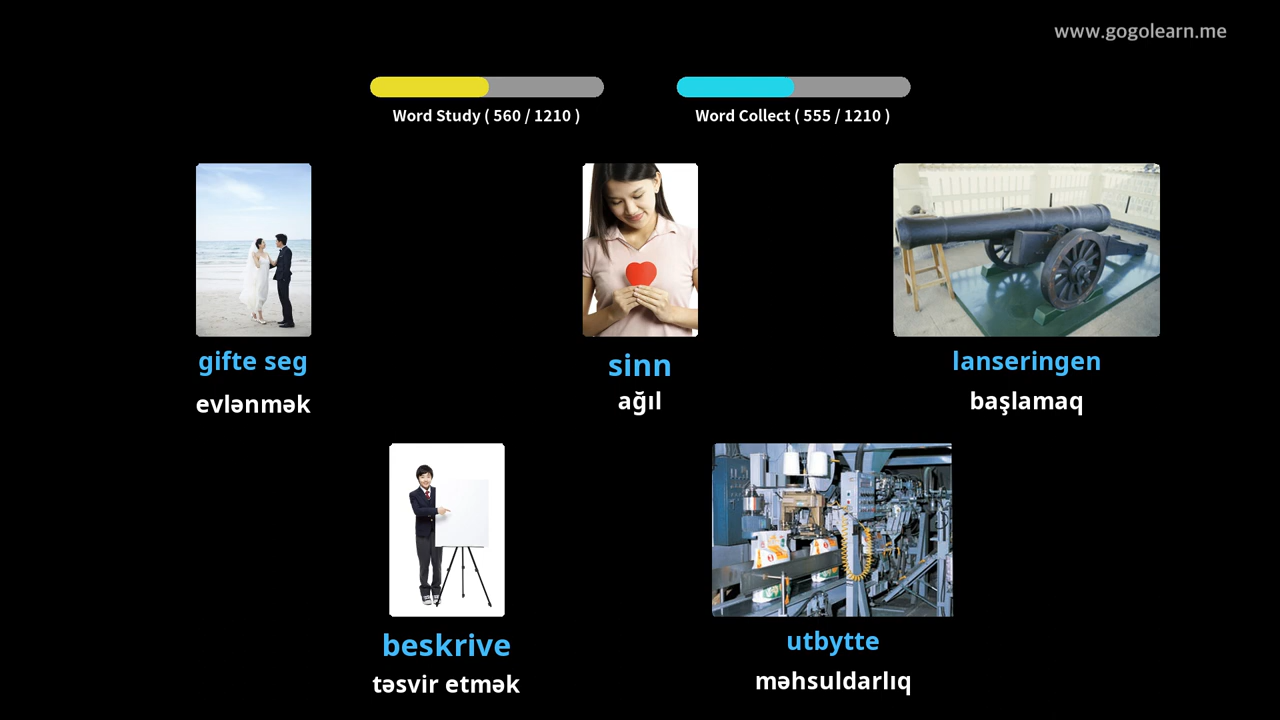 www.gogolearn.me
Word Study ( 560 / 1210 )
Word Collect ( 555 / 1210 )
gifte seg
evlənmək
sinn
ağıl
lanseringen
başlamaq
beskrive
təsvir etmək
utbytte
məhsuldarlıq